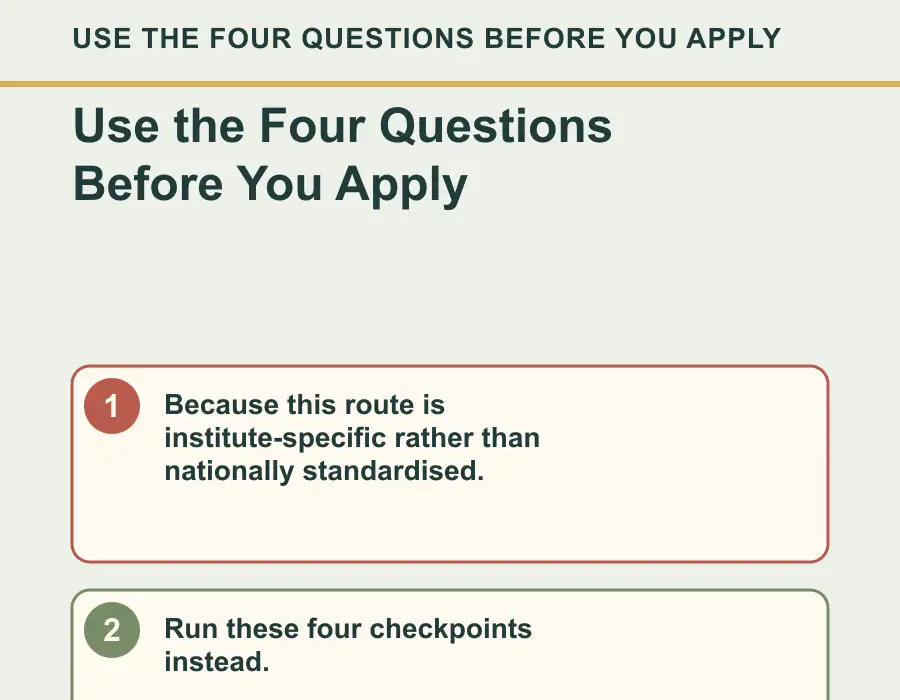 USE THE FOUR QUESTIONS BEFORE YOU APPLY
Use the Four Questions
Before You Apply
1
Because this route is
institute-specific rather than
nationally standardised.
2
Run these four checkpoints
instead.